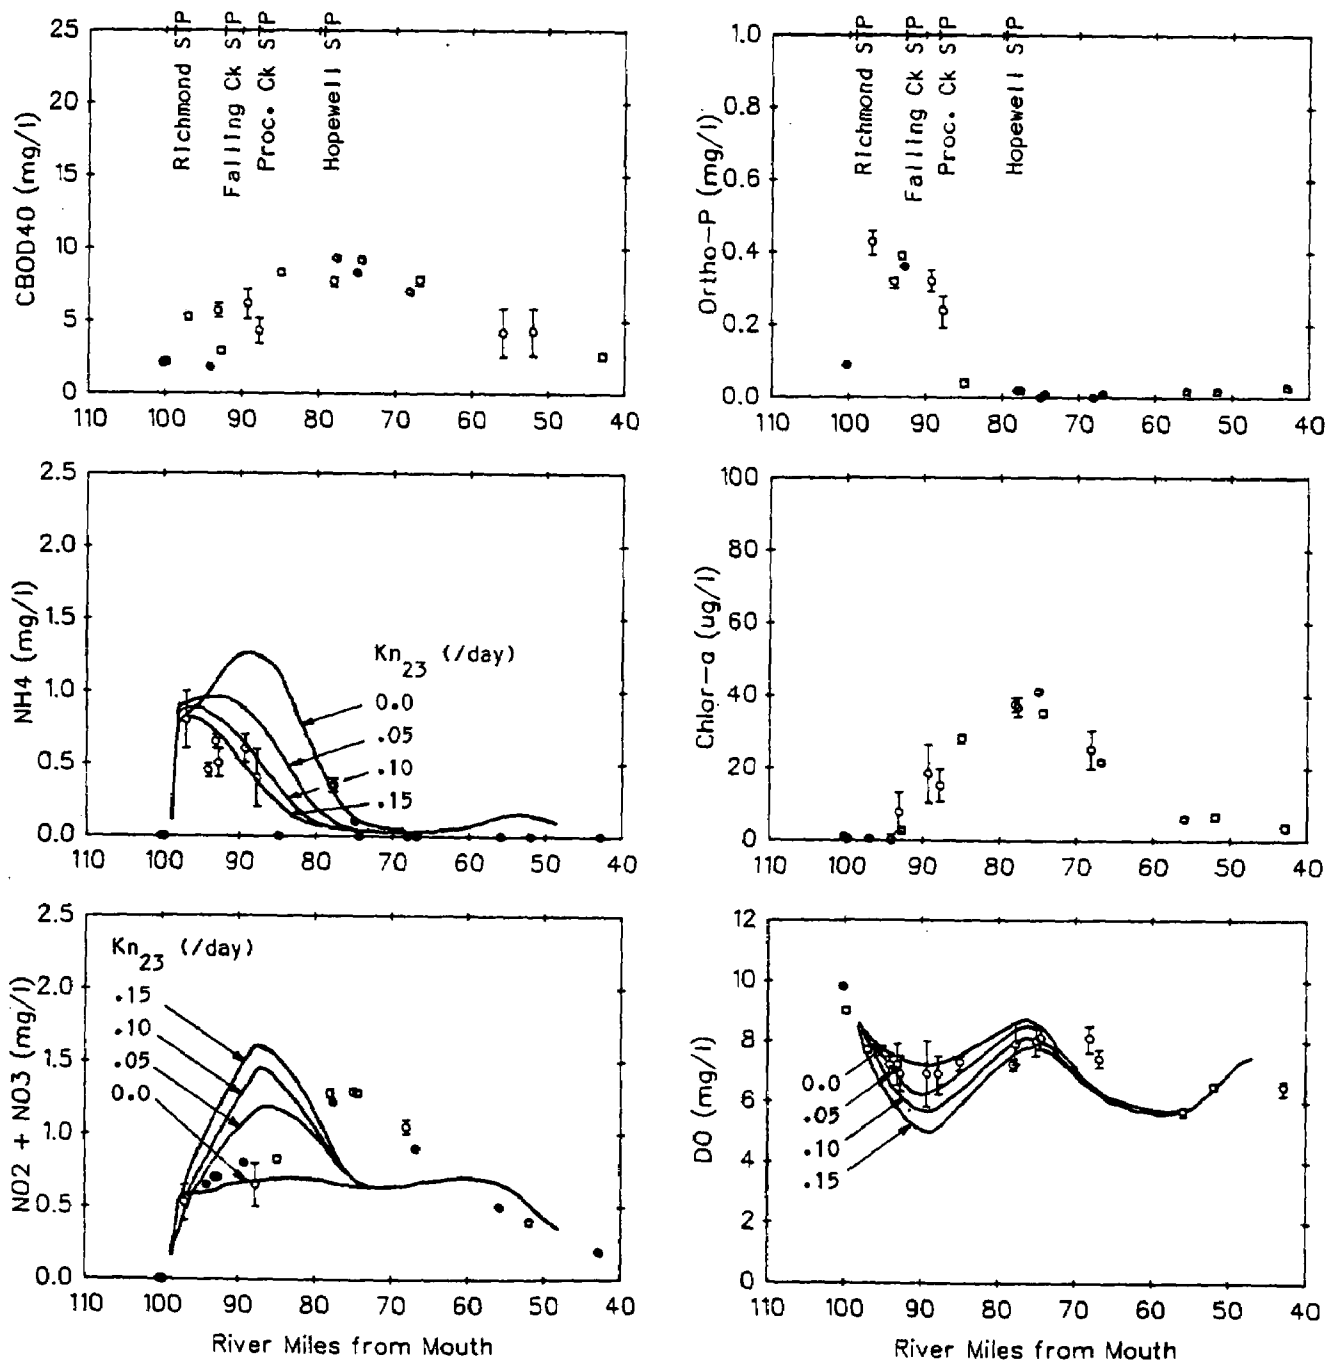 CBOD40 (mg/l)
25
20
15
10
5
0
Richmond STP
Falling Ck STP
Proc. Ck STP
Hopewell STP
110 100 90 80 70 60 50 40
Ortho-P (mg/l)
1.0
0.8
0.6
0.4
0.2
0.0
Richmond STP
Falling Ck STP
Proc. Ck STP
Hopewell STP
110 100 90 80 70 60 50 40
NH4 (mg/l)
2.5
2.0
1.5
1.0
0.5
0.0
Kn23 (/day)
0.0
.05
.10
.15
110 100 90 80 70 60 50 40
Chlor-a (ug/l)
100
80
60
40
20
0
110 100 90 80 70 60 50 40
NO2 + NO3 (mg/l)
2.5
2.0
1.5
1.0
0.5
0.0
Kn23 (/day)
.15
.10
.05
0.0
110 100 90 80 70 60 50 40
River Miles from Mouth
DO (mg/l)
12
10
8
6
4
2
0
0.0
.05
.10
.15
110 100 90 80 70 60 50 40
River Miles from Mouth